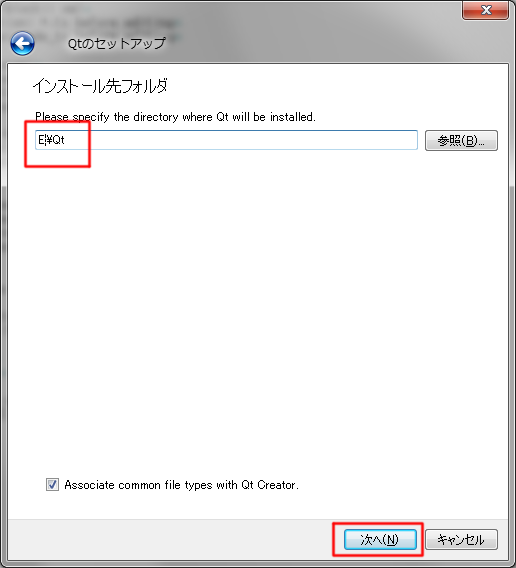 Qtのセットアップ
インストール先フォルダ
Please specify the directory where Qt will be installed.
E:¥Qt
参照(B)...
Associate common file types with Qt Creator.
次へ(N)
キャンセル